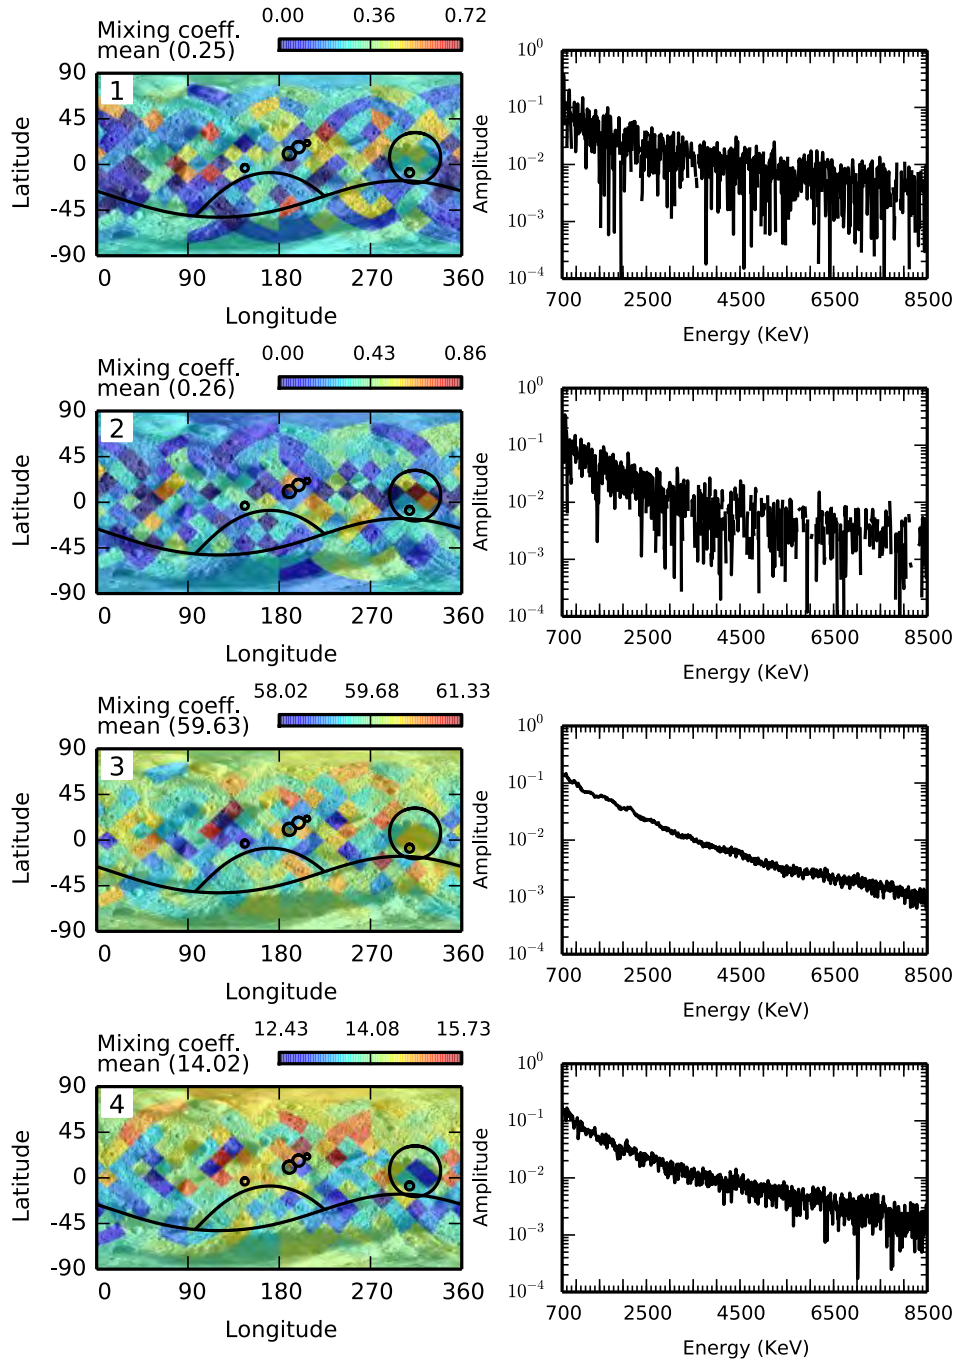 Mixing coeff.
mean (0.25)
0.00 0.36 0.72
1
90
45
0
-45
-90
Latitude
0 90 180 270 360
Longitude
Amplitude
10^0
10^-1
10^-2
10^-3
10^-4
700 2500 4500 6500 8500
Energy (KeV)
Mixing coeff.
mean (0.26)
0.00 0.43 0.86
2
90
45
0
-45
-90
Latitude
0 90 180 270 360
Longitude
Amplitude
10^0
10^-1
10^-2
10^-3
10^-4
700 2500 4500 6500 8500
Energy (KeV)
Mixing coeff.
mean (59.63)
58.02 59.68 61.33
3
90
45
0
-45
-90
Latitude
0 90 180 270 360
Longitude
Amplitude
10^0
10^-1
10^-2
10^-3
10^-4
700 2500 4500 6500 8500
Energy (KeV)
Mixing coeff.
mean (14.02)
12.43 14.08 15.73
4
90
45
0
-45
-90
Latitude
0 90 180 270 360
Longitude
Amplitude
10^0
10^-1
10^-2
10^-3
10^-4
700 2500 4500 6500 8500
Energy (KeV)